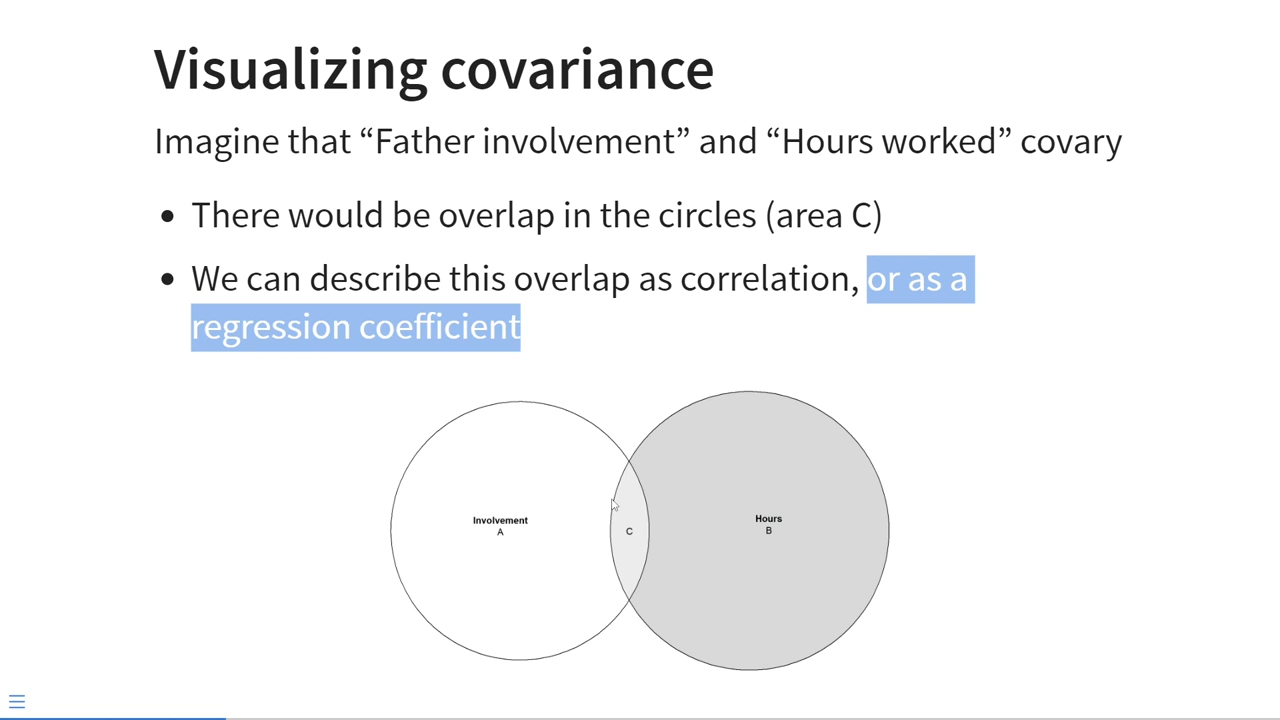 Visualizing covariance
Imagine that “Father involvement” and “Hours worked” covary
• There would be overlap in the circles (area C)
• We can describe this overlap as correlation, or as a
regression coefficient
Involvement
A
C
Hours
B